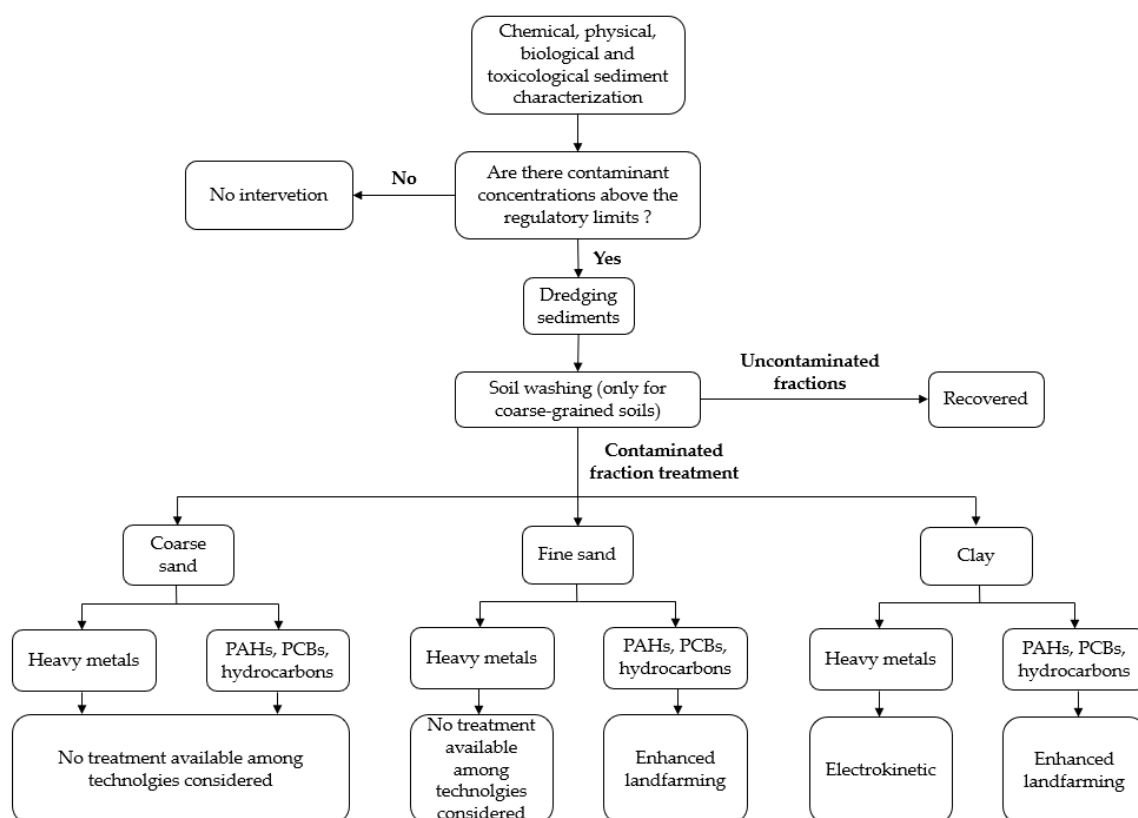 Chemical, physical,
biological and
toxicological sediment
characterization
Are there contaminant
concentrations above the
regulatory limits ?
No
No intervetion
Yes
Dredging
sediments
Soil washing (only for
coarse-grained soils)
Uncontaminated
fractions
Recovered
Contaminated
fraction treatment
Coarse
sand
Fine sand
Clay
Heavy metals
PAHs, PCBs,
hydrocarbons
Heavy metals
PAHs, PCBs,
hydrocarbons
Heavy metals
PAHs, PCBs,
hydrocarbons
No treatment available among
technolgies considered
No treatment
available
among
technolgies
considered
Enhanced
landfarming
Electrokinetic
Enhanced
landfarming